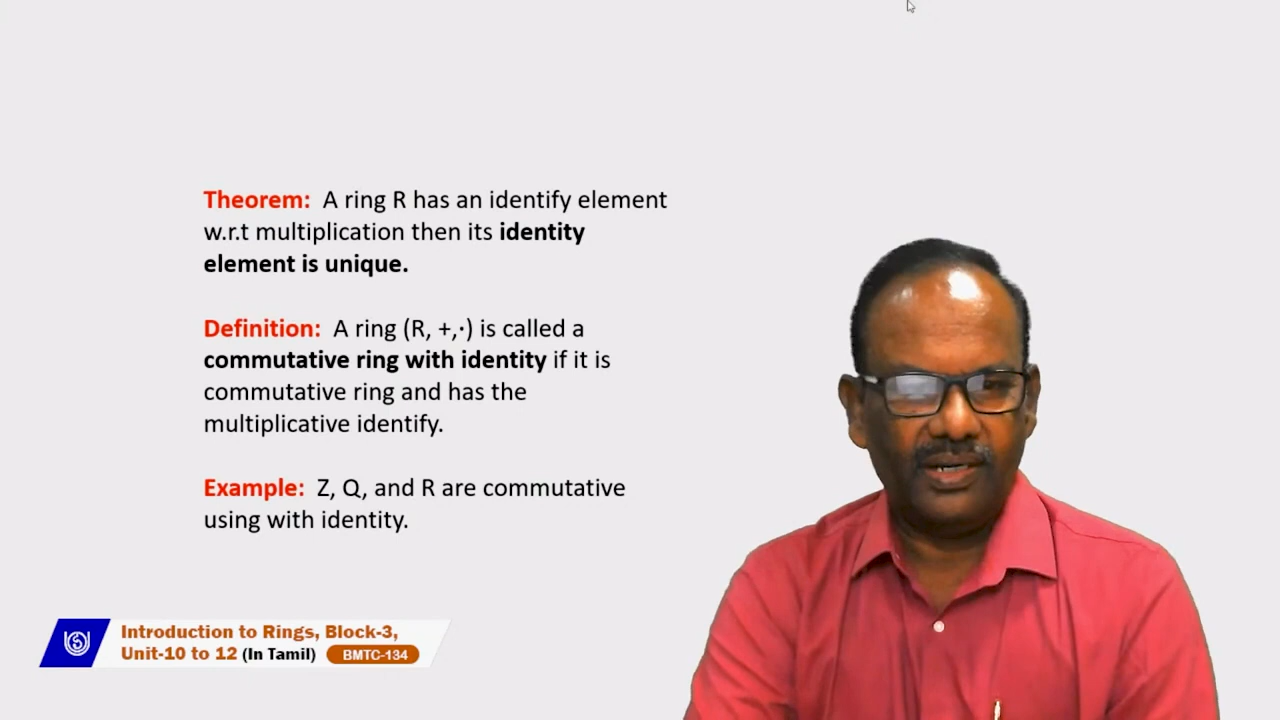 Theorem: A ring R has an identify element
w.r.t multiplication then its identity
element is unique.
Definition: A ring (R, +,·) is called a
commutative ring with identity if it is
commutative ring and has the
multiplicative identify.
Example: Z, Q, and R are commutative
using with identity.
Introduction to Rings, Block-3,
Unit-10 to 12 (In Tamil) BMTC-134